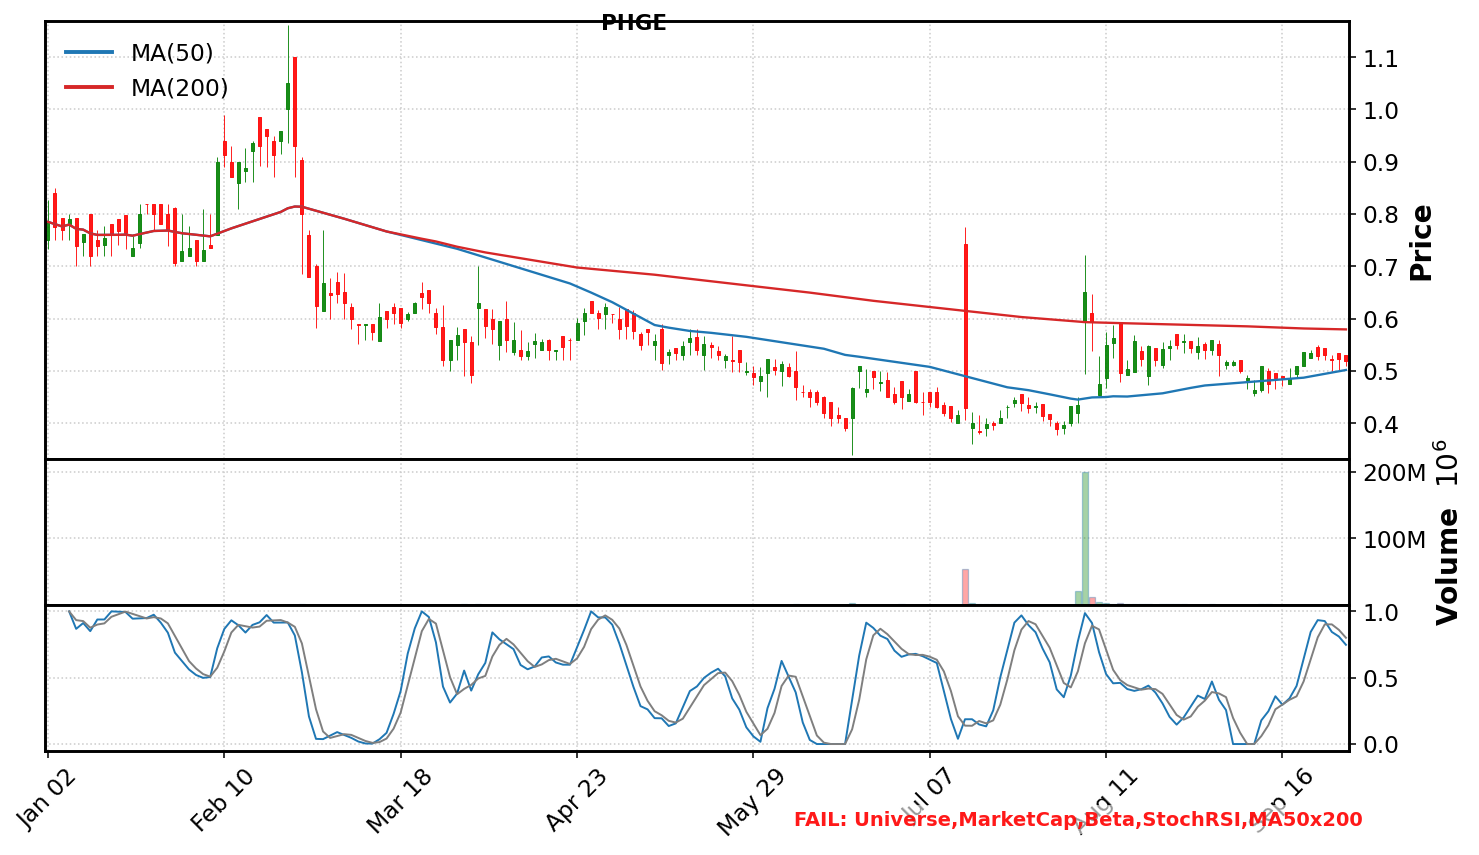 PHGE
MA(50)
MA(200)
1.1
1.0
0.9
0.8
0.7
0.6
0.5
0.4
Price
200M
100M
Volume 10⁶
1.0
0.5
0.0
Jan 02
Feb 10
Mar 18
Apr 23
May 29
Jul 07
Aug 11
Sep 16
FAIL: Universe,MarketCap,Beta,StochRSI,MA50x200